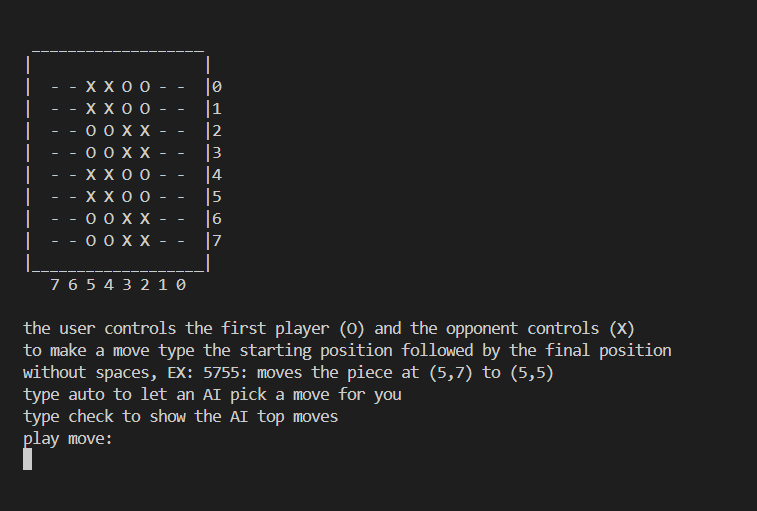 ___________________
| |
| - - X X O O - - |0
| - - X X O O - - |1
| - - O O X X - - |2
| - - O O X X - - |3
| - - X X O O - - |4
| - - X X O O - - |5
| - - O O X X - - |6
| - - O O X X - - |7
|___________________|
7 6 5 4 3 2 1 0
the user controls the first player (O) and the opponent controls (X)
to make a move type the starting position followed by the final position
without spaces, EX: 5755: moves the piece at (5,7) to (5,5)
type auto to let an AI pick a move for you
type check to show the AI top moves
play move: